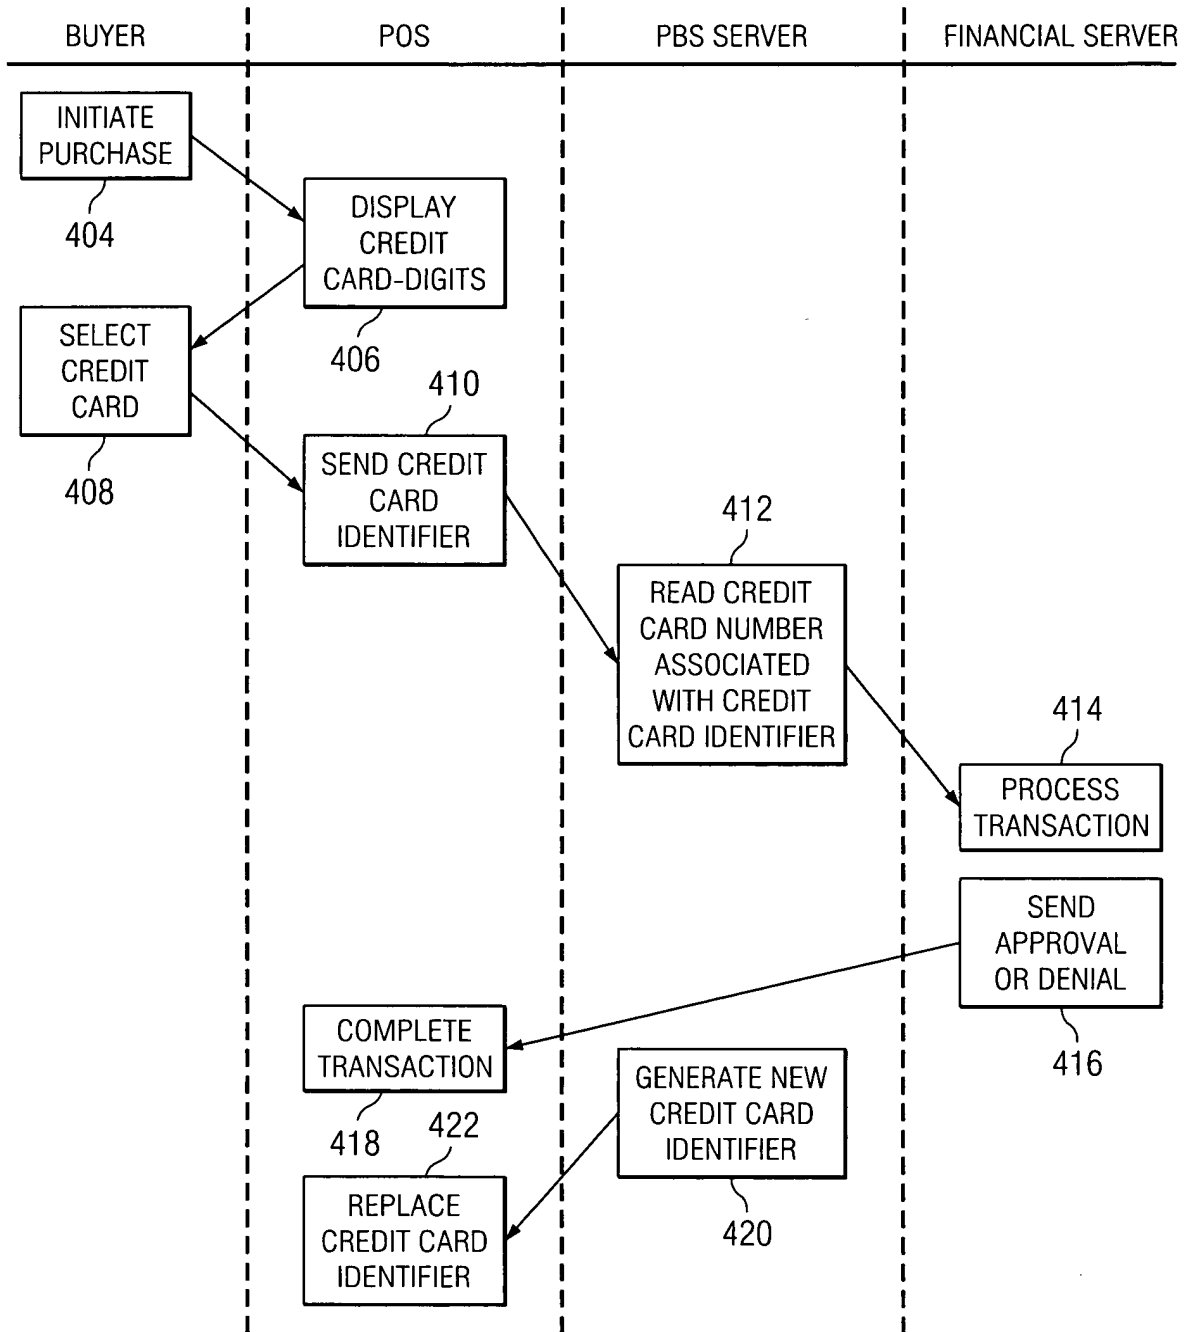 BUYER
POS
PBS SERVER
FINANCIAL SERVER
INITIATE
PURCHASE
404
DISPLAY
CREDIT
CARD-DIGITS
406
SELECT
CREDIT
CARD
408
410
SEND CREDIT
CARD
IDENTIFIER
412
READ CREDIT
CARD NUMBER
ASSOCIATED
WITH CREDIT
CARD IDENTIFIER
414
PROCESS
TRANSACTION
SEND
APPROVAL
OR DENIAL
416
COMPLETE
TRANSACTION
418
GENERATE NEW
CREDIT CARD
IDENTIFIER
420
422
REPLACE
CREDIT CARD
IDENTIFIER